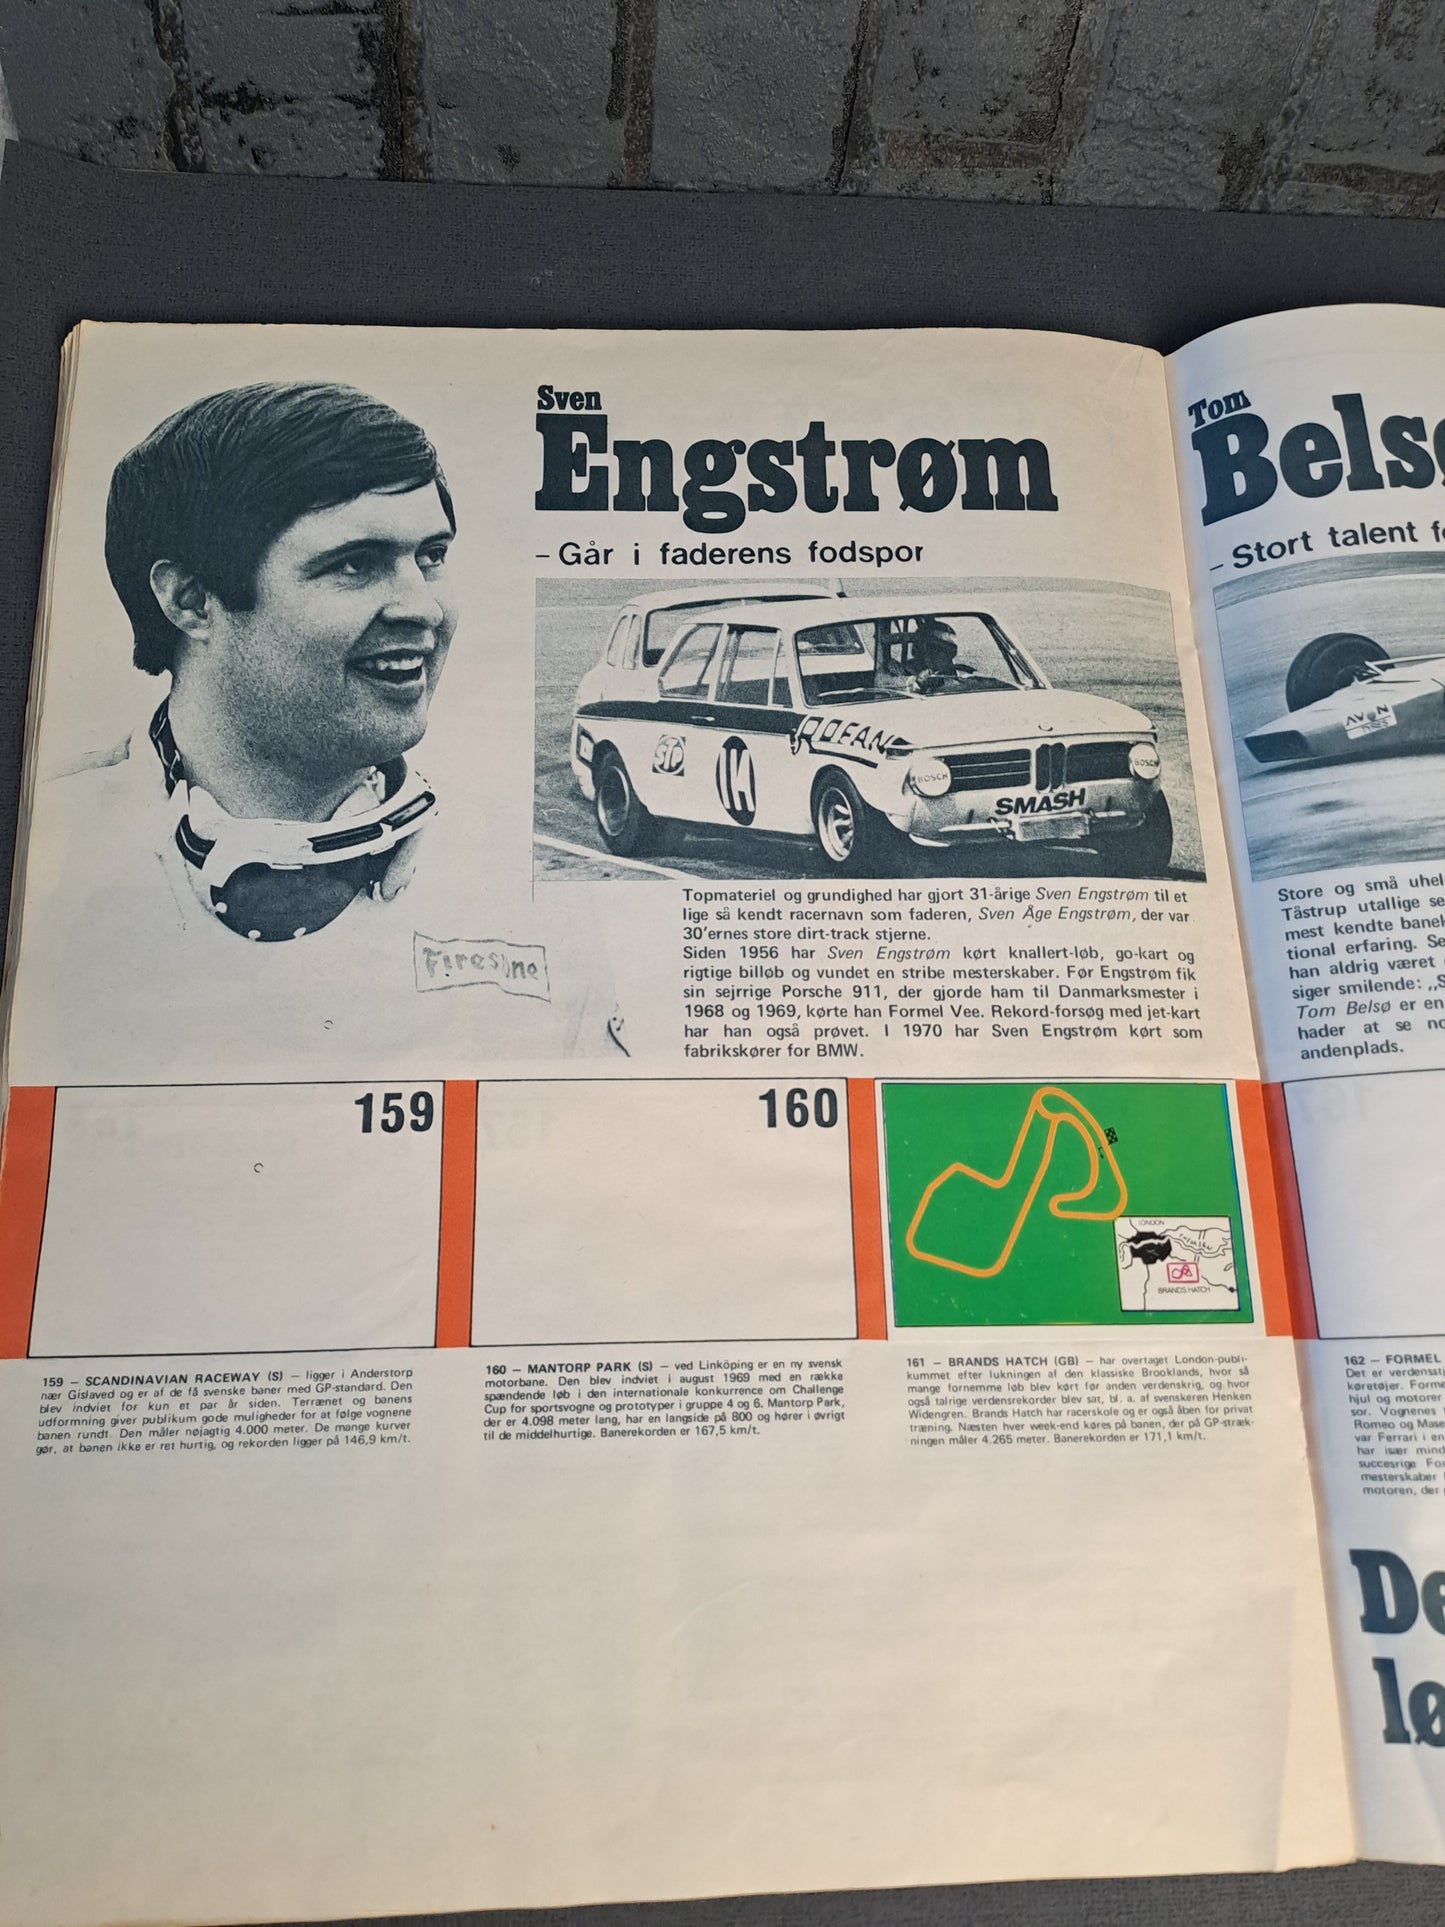 Sven
Engstrøm
– Går i faderens fodspor
STP
14
BOSCH
BOSCH
SMASH
Firestone
Topmateriel og grundighed har gjort 31-årige Sven Engstrøm til et
lige så kendt racernavn som faderen, Sven Åge Engstrøm, der var
30'ernes store dirt-track stjerne.
Siden 1956 har Sven Engstrøm kørt knallert-løb, go-kart og
rigtige billøb og vundet en stribe mesterskaber. Før Engstrøm fik
sin sejrrige Porsche 911, der gjorde ham til Danmarksmester i
1968 og 1969, kørte han Formel Vee. Rekord-forsøg med jet-kart
har han også prøvet. I 1970 har Sven Engstrøm kørt som
fabrikskører for BMW.
159
160
LONDON
BRANDS HATCH
159 – SCANDINAVIAN RACEWAY (S) – ligger i Anderstorp
nær Gislaved og er af de få svenske baner med GP-standard. Den
blev indviet for kun et par år siden. Terrænet og banens
udformning giver publikum gode muligheder for at følge vognene
banen rundt. Den måler nøjagtig 4.000 meter. De mange kurver
gør, at banen ikke er ret hurtig, og rekorden ligger på 146,9 km/t.
160 – MANTORP PARK (S) – ved Linköping er en ny svensk
motorbane. Den blev indviet i august 1969 med en række
spændende løb i den internationale konkurrence om Challenge
Cup for sportsvogne og prototyper i gruppe 4 og 6. Mantorp Park,
der er 4.098 meter lang, har en langside på 800 og hører i øvrigt
til de middelhurtige. Banerekorden er 167,5 km/t.
161 – BRANDS HATCH (GB) – har overtaget London-publi-
kummet efter lukningen af den klassiske Brooklands, hvor så
mange fornemme løb blev kørt før anden verdenskrig, og hvor
også talrige verdensrekorder blev sat, bl. a. af svenskeren Henken
Widengren. Brands Hatch har racerskole og er også åben for privat
træning. Næsten hver week-end køres på banen, der på GP-stræk-
ningen måler 4.265 meter. Banerekorden er 171,1 km/t.
Tom
Bels
– Stort talent f
AVON
Store og små uhel
Tåstrup utallige se
mest kendte banel
tional erfaring. Se
han aldrig været
siger smilende: „S
Tom Belsø er en
hader at se no
andenplads.
162 – FORMEL
Det er verdensstj
køretøjer. Forme
hjul og motorer
sor. Vognenes
Romeo og Mase
var Ferrari i en
har især mind
succesrige For
mesterskaber
motoren, der
De
lø